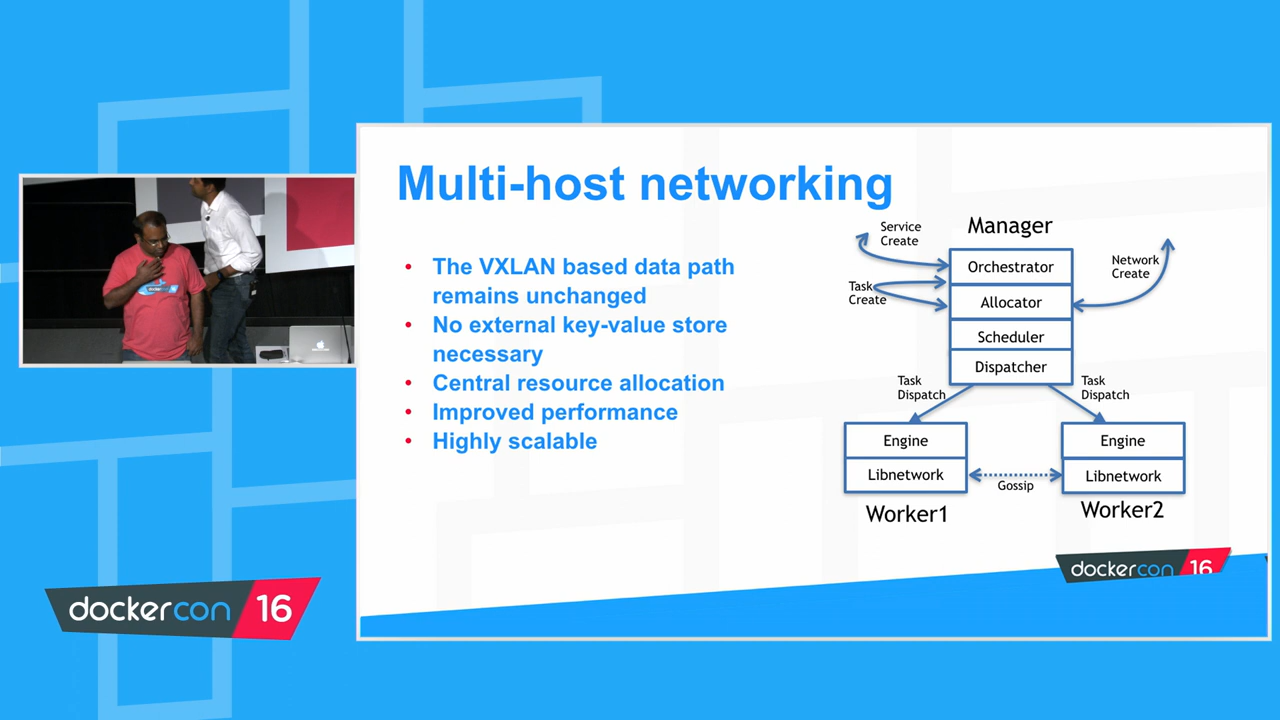 Multi-host networking
• The VXLAN based data path
remains unchanged
• No external key-value store
necessary
• Central resource allocation
• Improved performance
• Highly scalable
Manager
Service
Create
Orchestrator
Network
Create
Task
Create
Allocator
Scheduler
Dispatcher
Task
Dispatch
Task
Dispatch
Engine
Engine
Libnetwork
Libnetwork
Gossip
Worker1
Worker2
dockercon 16
dockercon 16